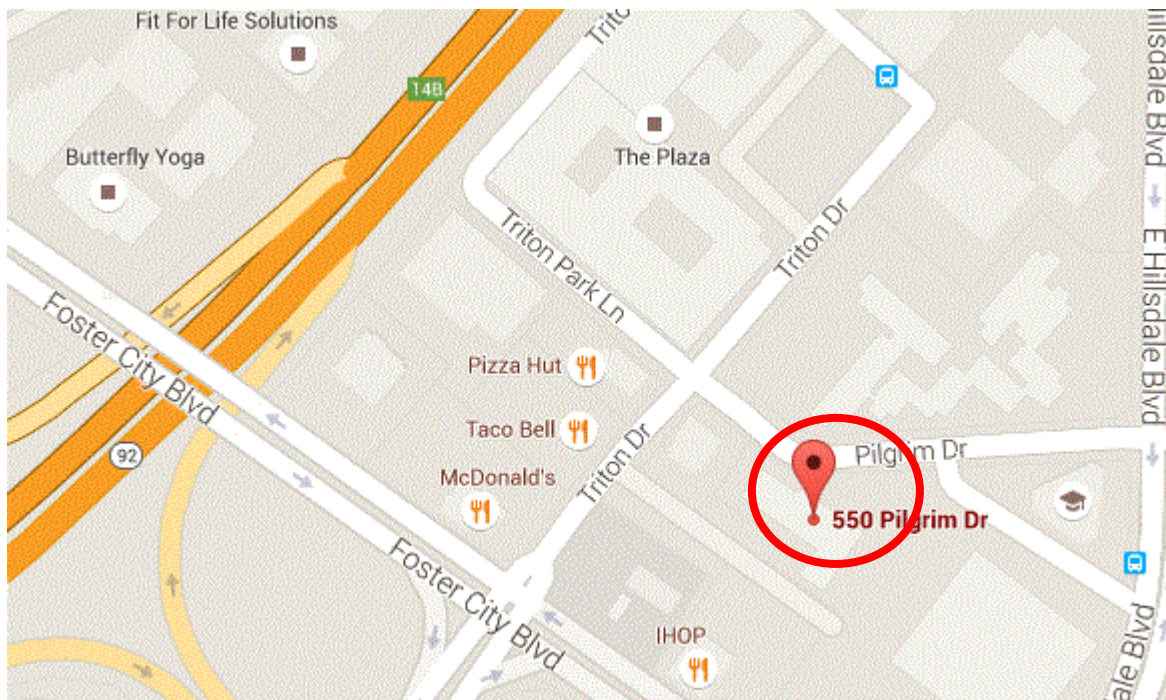 Fit For Life Solutions
Triton
Hillsdale Blvd
14B
Butterfly Yoga
The Plaza
Triton Park Ln
Triton Dr
E Hillsdale Blvd
Foster City Blvd
Pizza Hut
Taco Bell
92
McDonald's
Triton Dr
Pilgrim Dr
550 Pilgrim Dr
Foster City Blvd
IHOP
ale Blvd